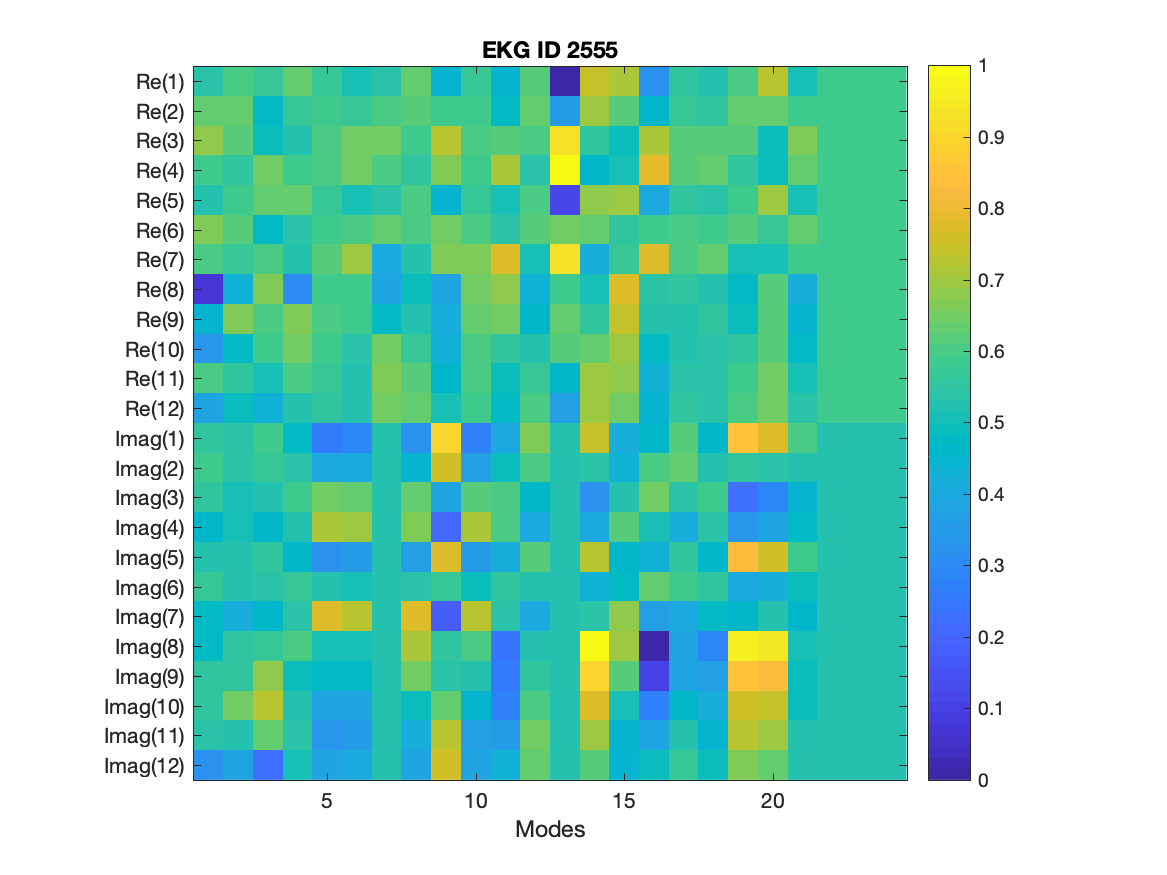 EKG ID 2555
Re(1)
Re(2)
Re(3)
Re(4)
Re(5)
Re(6)
Re(7)
Re(8)
Re(9)
Re(10)
Re(11)
Re(12)
Imag(1)
Imag(2)
Imag(3)
Imag(4)
Imag(5)
Imag(6)
Imag(7)
Imag(8)
Imag(9)
Imag(10)
Imag(11)
Imag(12)
5 10 15 20
Modes
1
0.9
0.8
0.7
0.6
0.5
0.4
0.3
0.2
0.1
0